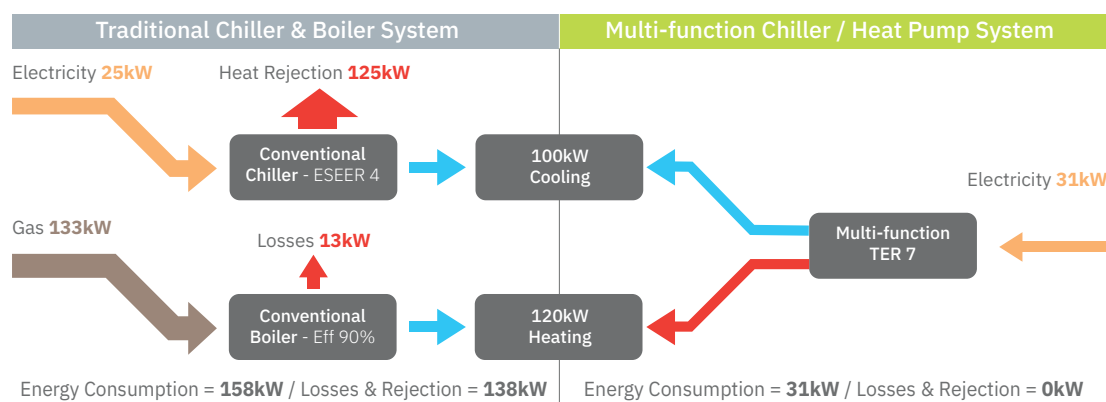 Traditional Chiller & Boiler System
Multi-function Chiller / Heat Pump System
Electricity 25kW
Heat Rejection 125kW
Conventional
Chiller - ESEER 4
100kW
Cooling
Electricity 31kW
Gas 133kW
Losses 13kW
Multi-function
TER 7
Conventional
Boiler - Eff 90%
120kW
Heating
Energy Consumption = 158kW / Losses & Rejection = 138kW
Energy Consumption = 31kW / Losses & Rejection = 0kW